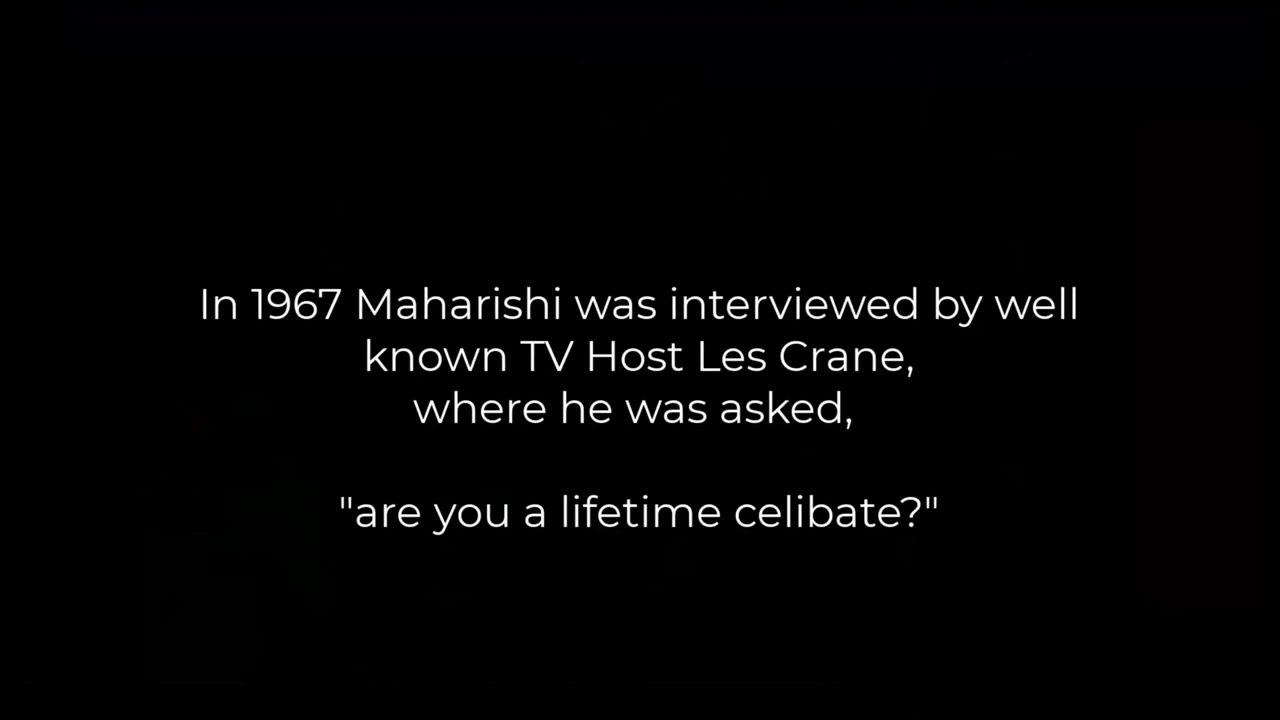 In 1967 Maharishi was interviewed by well
known TV Host Les Crane,
where he was asked,
"are you a lifetime celibate?"